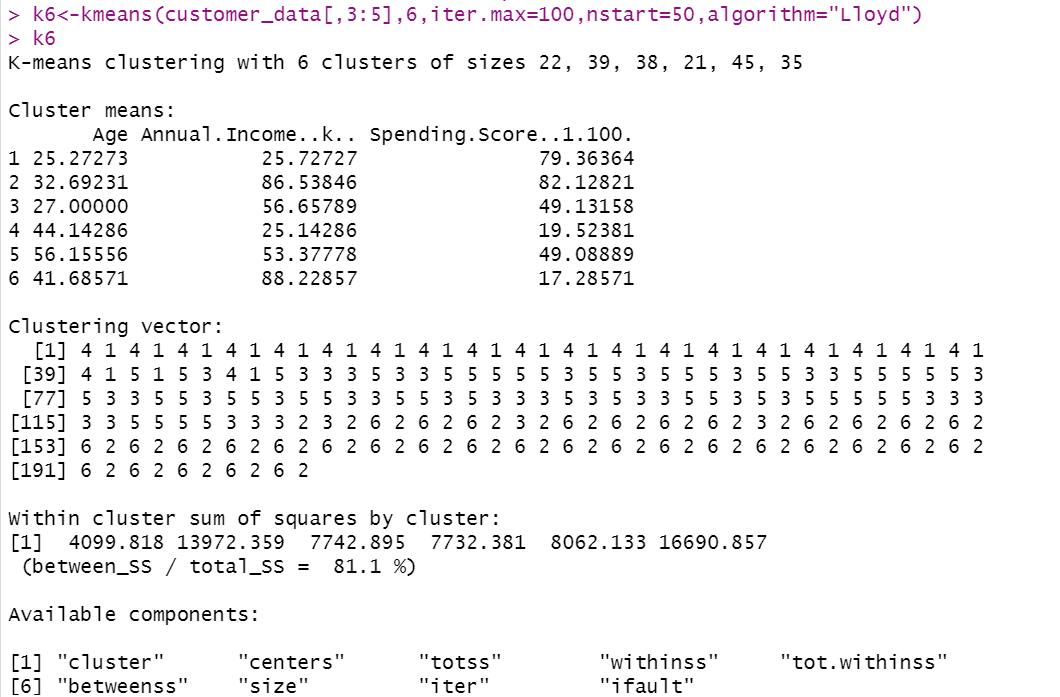 > k6<-kmeans(customer_data[,3:5],6,iter.max=100,nstart=50,algorithm="Lloyd")
> k6
K-means clustering with 6 clusters of sizes 22, 39, 38, 21, 45, 35
Cluster means:
Age Annual.Income..k.. Spending.Score..1.100.
1 25.27273 25.72727 79.36364
2 32.69231 86.53846 82.12821
3 27.00000 56.65789 49.13158
4 44.14286 25.14286 19.52381
5 56.15556 53.37778 49.08889
6 41.68571 88.22857 17.28571
Clustering vector:
[1] 4 1 4 1 4 1 4 1 4 1 4 1 4 1 4 1 4 1 4 1 4 1 4 1 4 1 4 1 4 1 4 1 4 1 4 1 4 1
[39] 4 1 5 1 5 3 4 1 5 3 3 3 5 3 3 5 5 5 5 5 3 5 5 3 5 5 5 3 5 5 3 3 5 5 5 5 5 3
[77] 5 3 3 5 5 3 5 5 3 5 5 3 3 5 5 3 5 3 3 3 5 3 5 3 3 5 5 3 5 3 5 5 5 5 5 3 3 3
[115] 3 3 5 5 5 5 3 3 3 2 3 2 6 2 6 2 6 2 3 2 6 2 6 2 6 2 6 2 3 2 6 2 6 2 6 2 6 2
[153] 6 2 6 2 6 2 6 2 6 2 6 2 6 2 6 2 6 2 6 2 6 2 6 2 6 2 6 2 6 2 6 2 6 2 6 2 6 2
[191] 6 2 6 2 6 2 6 2 6 2
Within cluster sum of squares by cluster:
[1] 4099.818 13972.359 7742.895 7732.381 8062.133 16690.857
(between_SS / total_SS = 81.1 %)
Available components:
[1] "cluster" "centers" "totss" "withinss" "tot.withinss"
[6] "betweenss" "size" "iter" "ifault"